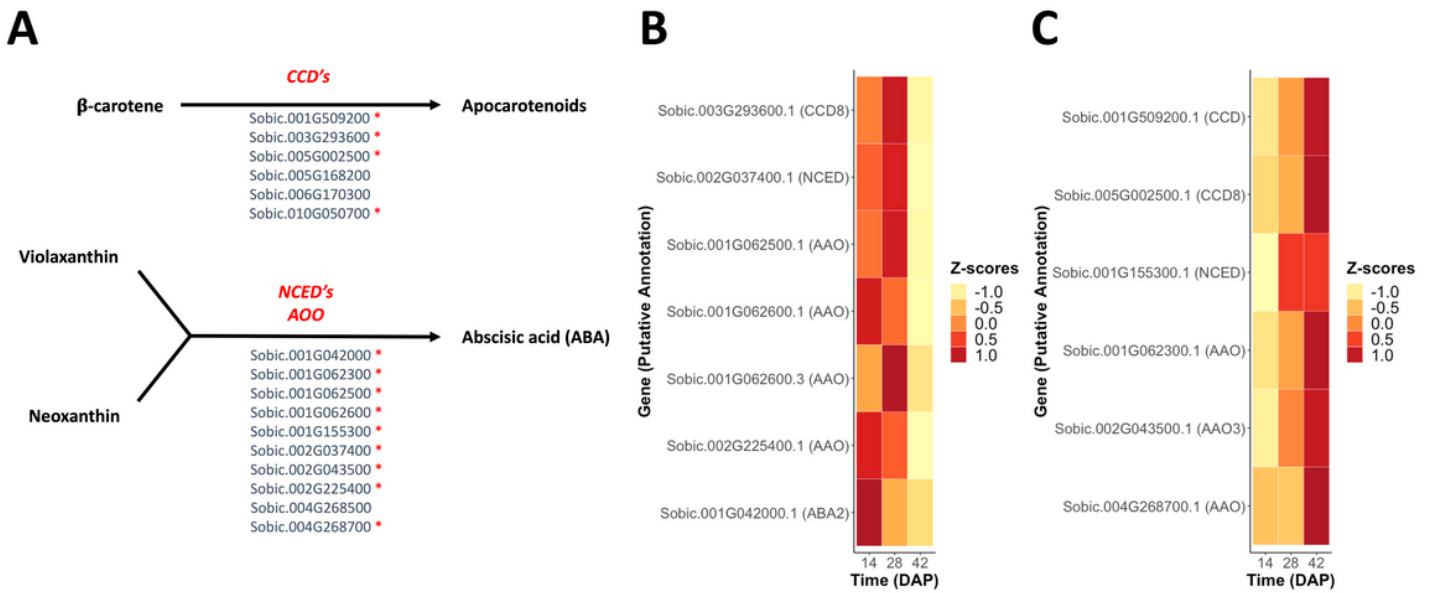 A
CCD's
β-carotene
Apocarotenoids
Sobic.001G509200 *
Sobic.003G293600 *
Sobic.005G002500 *
Sobic.005G168200
Sobic.006G170300
Sobic.010G050700 *
Violaxanthin
NCED's
AOO
Abscisic acid (ABA)
Neoxanthin
Sobic.001G042000 *
Sobic.001G062300 *
Sobic.001G062500 *
Sobic.001G062600 *
Sobic.001G155300 *
Sobic.002G037400 *
Sobic.002G043500 *
Sobic.002G225400 *
Sobic.004G268500
Sobic.004G268700 *
B
Gene (Putative Annotation)
Sobic.003G293600.1 (CCD8)
Sobic.002G037400.1 (NCED)
Sobic.001G062500.1 (AAO)
Sobic.001G062600.1 (AAO)
Sobic.001G062600.3 (AAO)
Sobic.002G225400.1 (AAO)
Sobic.001G042000.1 (ABA2)
14 28 42
Time (DAP)
Z-scores
-1.0
-0.5
0.0
0.5
1.0
C
Gene (Putative Annotation)
Sobic.001G509200.1 (CCD)
Sobic.005G002500.1 (CCD8)
Sobic.001G155300.1 (NCED)
Sobic.001G062300.1 (AAO)
Sobic.002G043500.1 (AAO3)
Sobic.004G268700.1 (AAO)
14 28 42
Time (DAP)
Z-scores
-1.0
-0.5
0.0
0.5
1.0